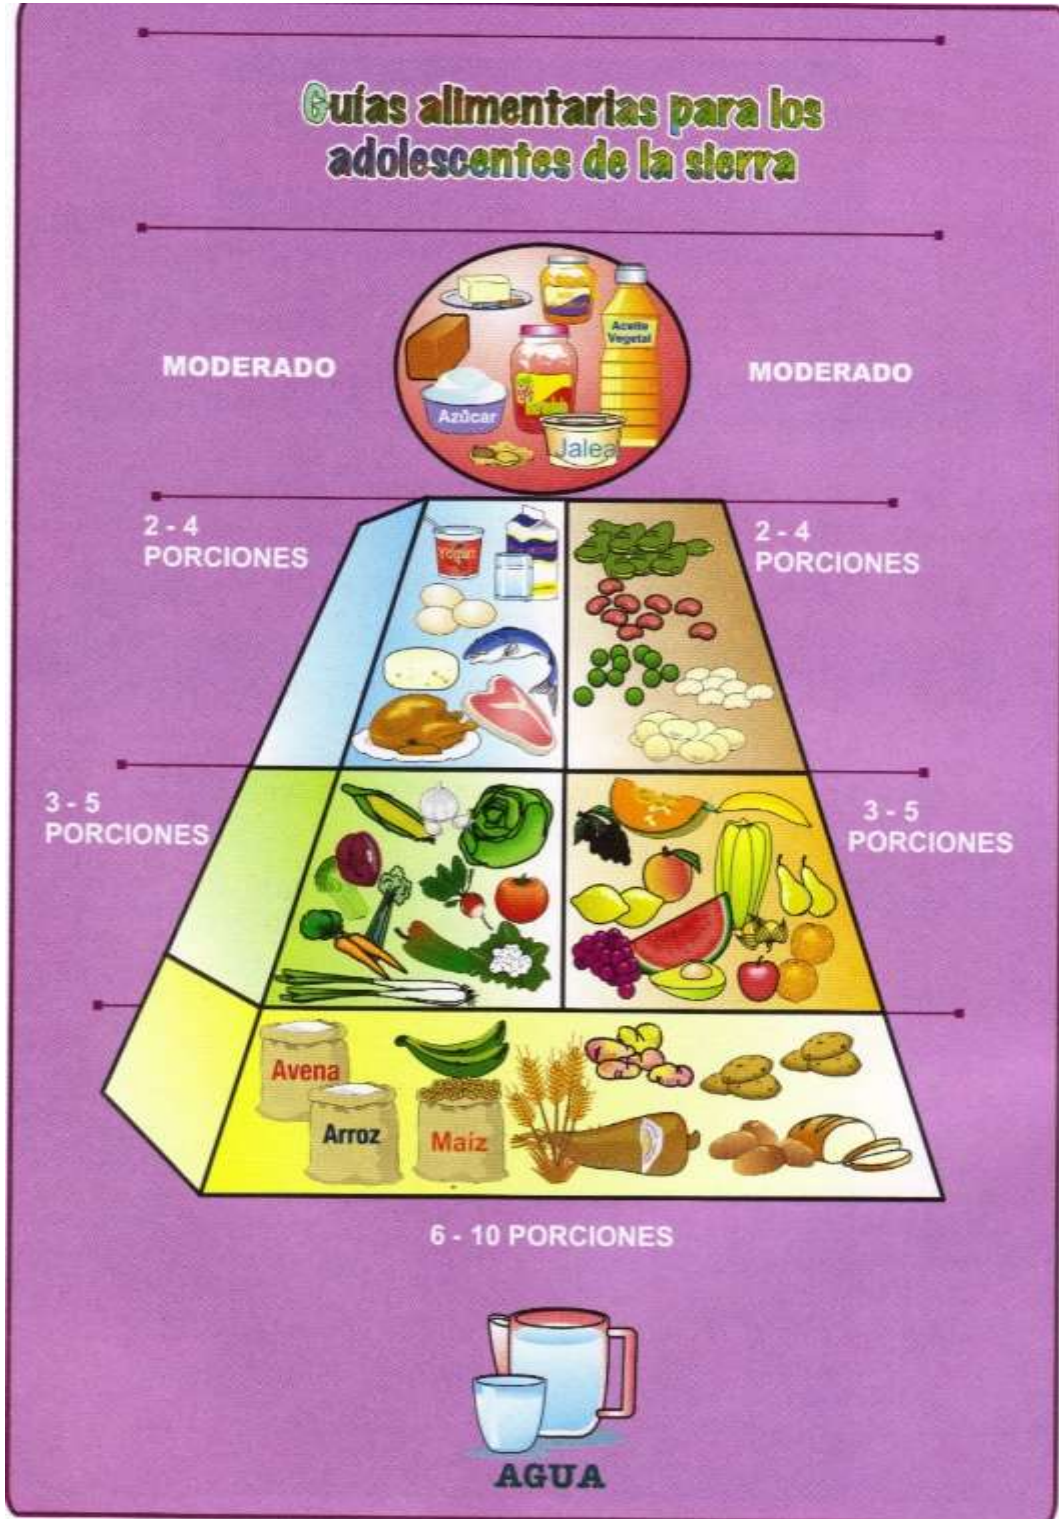 Guías alimentarias para los
adolescentes de la sierra
Aceite
Vegetal
MODERADO
MODERADO
Azúcar
Jalea
2 - 4
PORCIONES
2 - 4
PORCIONES
Yogurt
3 - 5
PORCIONES
3 - 5
PORCIONES
Avena
Arroz
Maíz
6 - 10 PORCIONES
AGUA